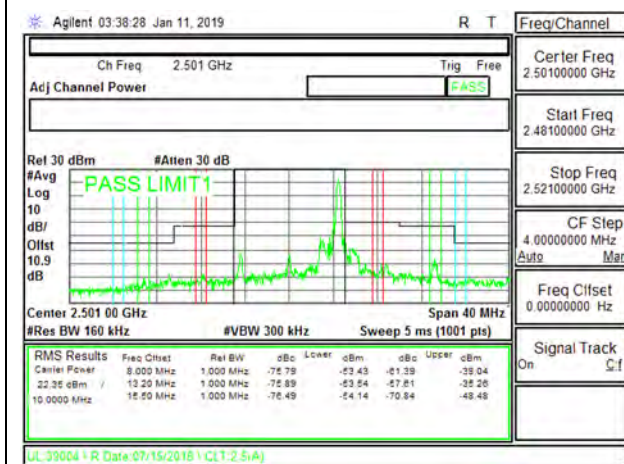 Agilent 03:38:28 Jan 11, 2019 R T
Ch Freq 2.501 GHz Trig Free
Adj Channel Power PASS
Ref 30 dBm #Atten 30 dB
#Avg
Log
10
dB/
Offst
10.9
dB
PASS LIMIT1
Center 2.501 00 GHz Span 40 MHz
#Res BW 160 kHz #VBW 300 kHz Sweep 5 ms (1001 pts)
RMS Results Freq Offset Ref BW dBc Lower dBm dBc Upper dBm
Carrier Power 8.000 MHz 1.000 MHz -75.79 -53.43 -61.39 -39.04
22.35 dBm / 13.20 MHz 1.000 MHz -75.89 -53.54 -57.61 -35.26
10.0000 MHz 1.000 MHz -76.49 -54.14 -70.84 -48.48
Freq/Channel
Center Freq
2.50100000 GHz
Start Freq
2.48100000 GHz
Stop Freq
2.52100000 GHz
CF Step
4.00000000 MHz
Auto Man
Freq Offset
0.00000000 Hz
Signal Track
On Off